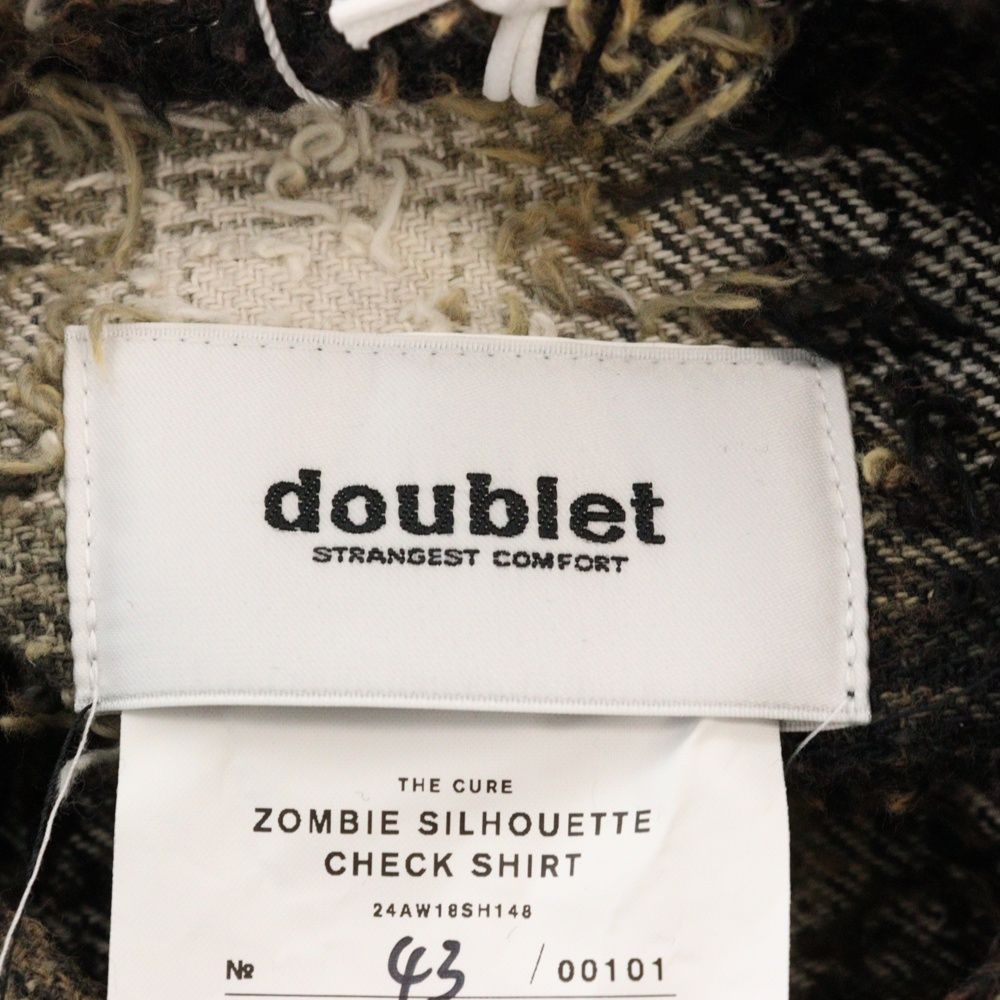 doublet
STRANGEST COMFORT
THE CURE
ZOMBIE SILHOUETTE
CHECK SHIRT
24AW18SH148
№ 43 / 00101